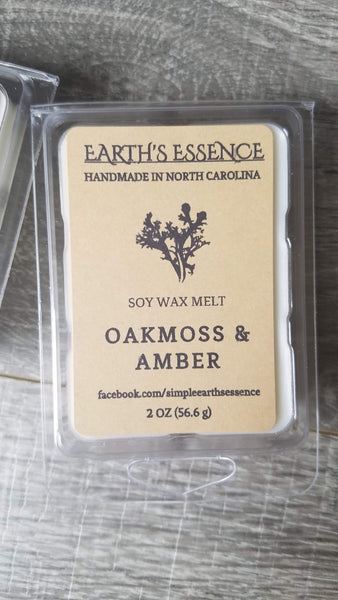 EARTH'S ESSENCE
HANDMADE IN NORTH CAROLINA
SOY WAX MELT
OAKMOSS &
AMBER
facebook.com/simpleearthsessence
2 OZ (56.6 g)